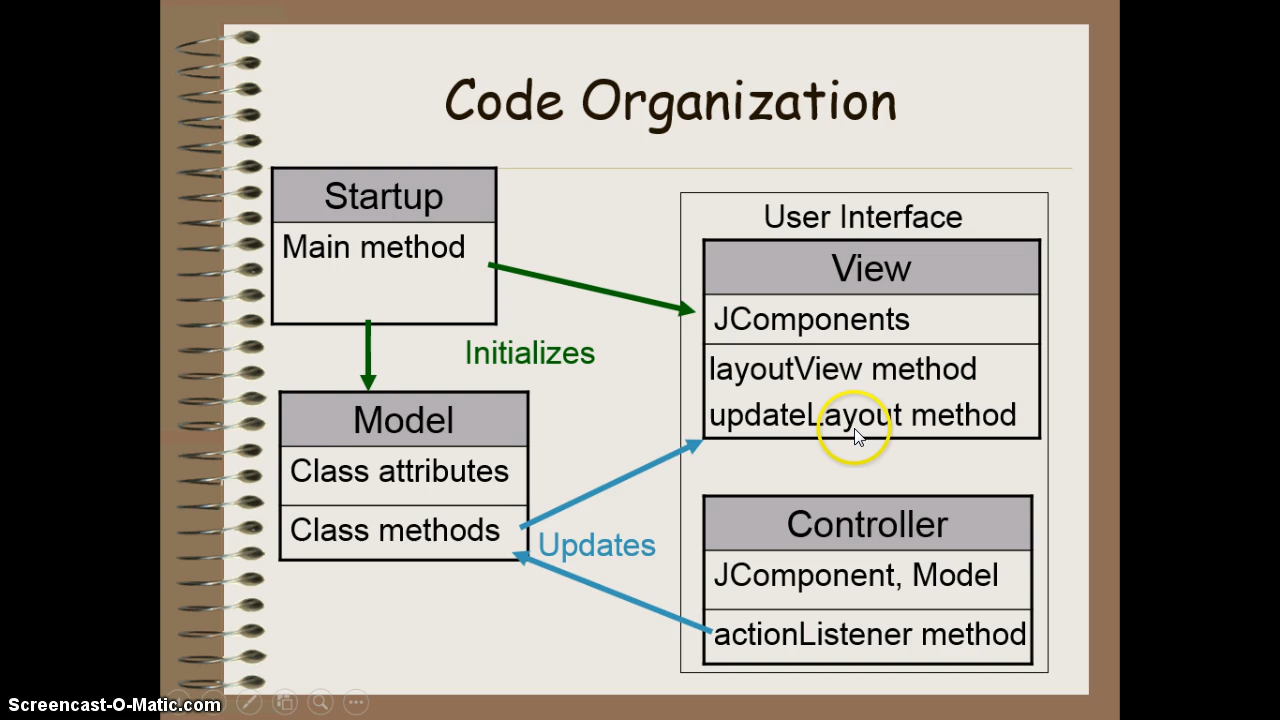 Code Organization
Startup
Main method
Initializes
Model
Class attributes
Class methods
Updates
User Interface
View
JComponents
layoutView method
updateLayout method
Controller
JComponent, Model
actionListener method
Screencast-O-Matic.com